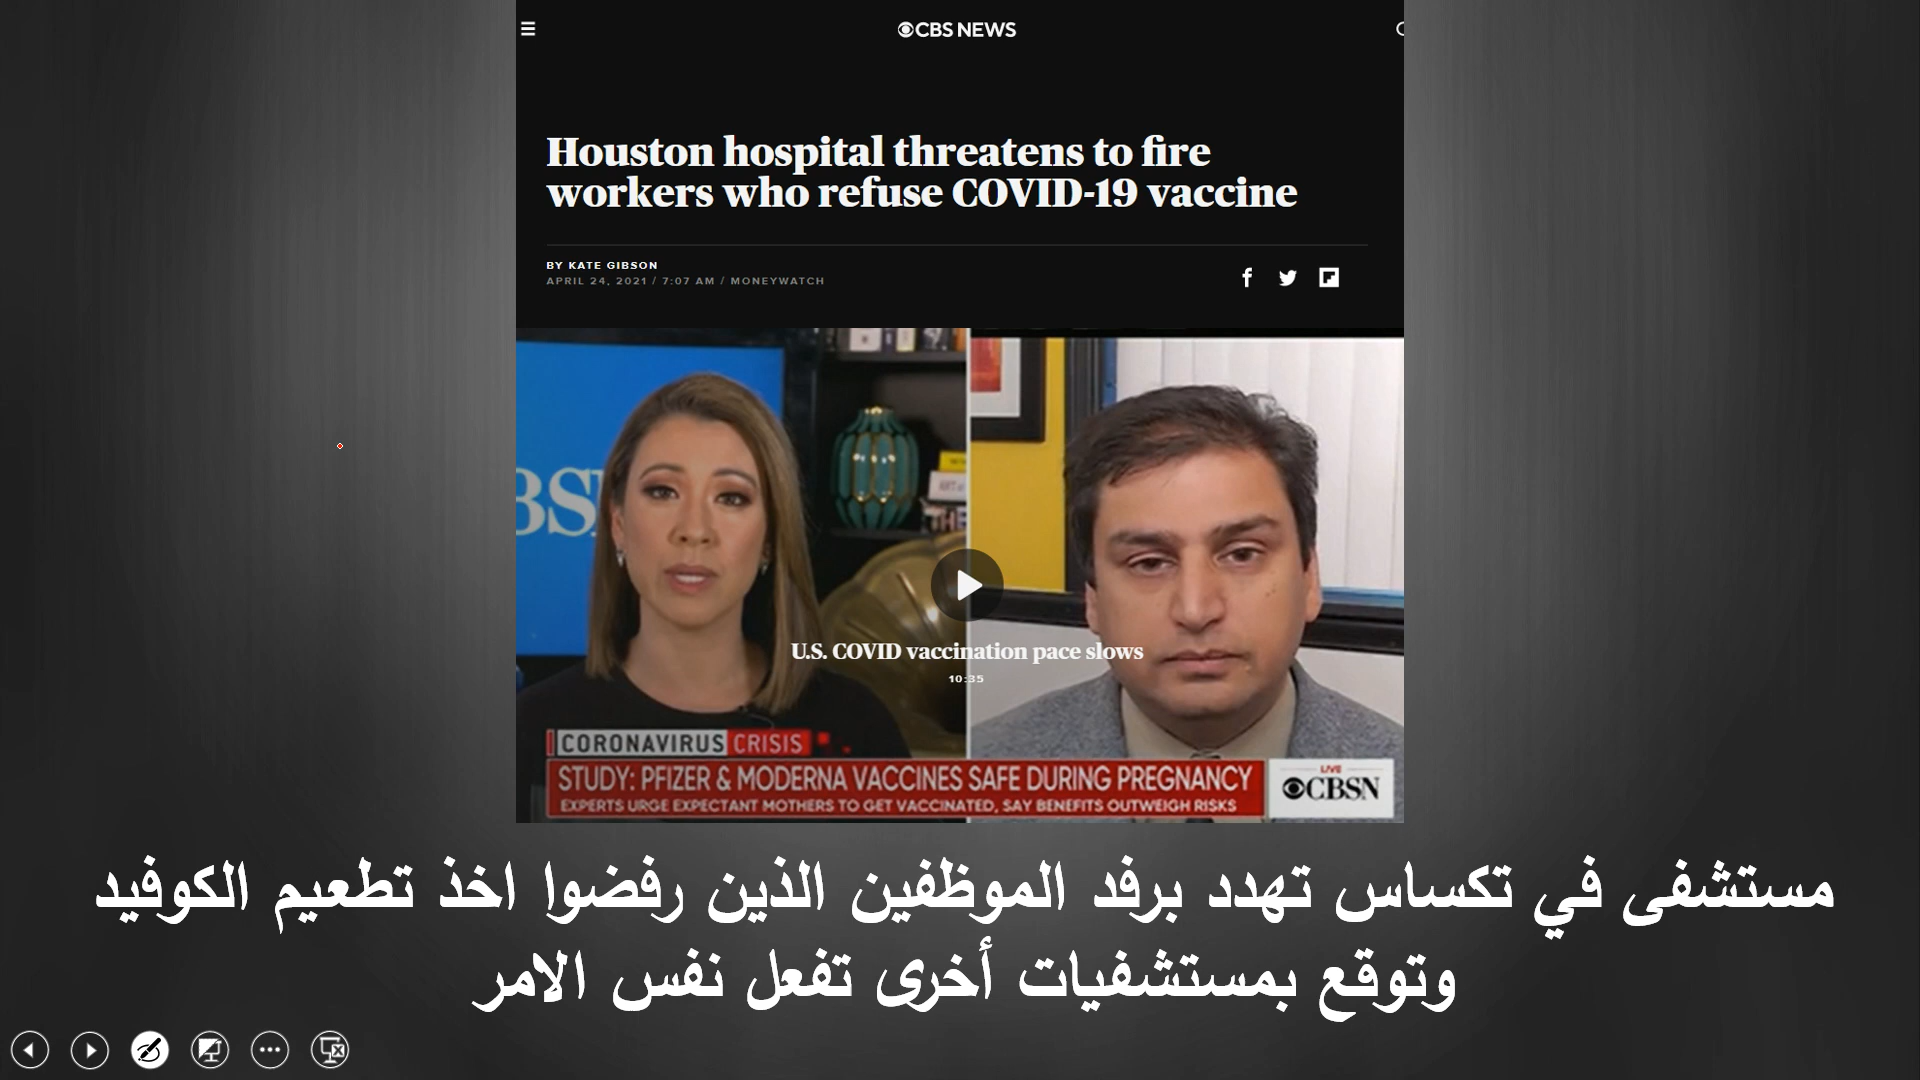 CBS NEWS
Houston hospital threatens to fire
workers who refuse COVID-19 vaccine
BY KATE GIBSON
APRIL 24, 2021 / 7:07 AM / MONEYWATCH
BS
THE
U.S. COVID vaccination pace slows
10:35
CORONAVIRUS CRISIS
STUDY: PFIZER & MODERNA VACCINES SAFE DURING PREGNANCY
EXPERTS URGE EXPECTANT MOTHERS TO GET VACCINATED, SAY BENEFITS OUTWEIGH RISKS
LIVE
CBSN
مستشفى في تكساس تهدد برفد الموظفين الذين رفضوا اخذ تطعيم الكوفيد
وتوقع بمستشفيات أخرى تفعل نفس الامر